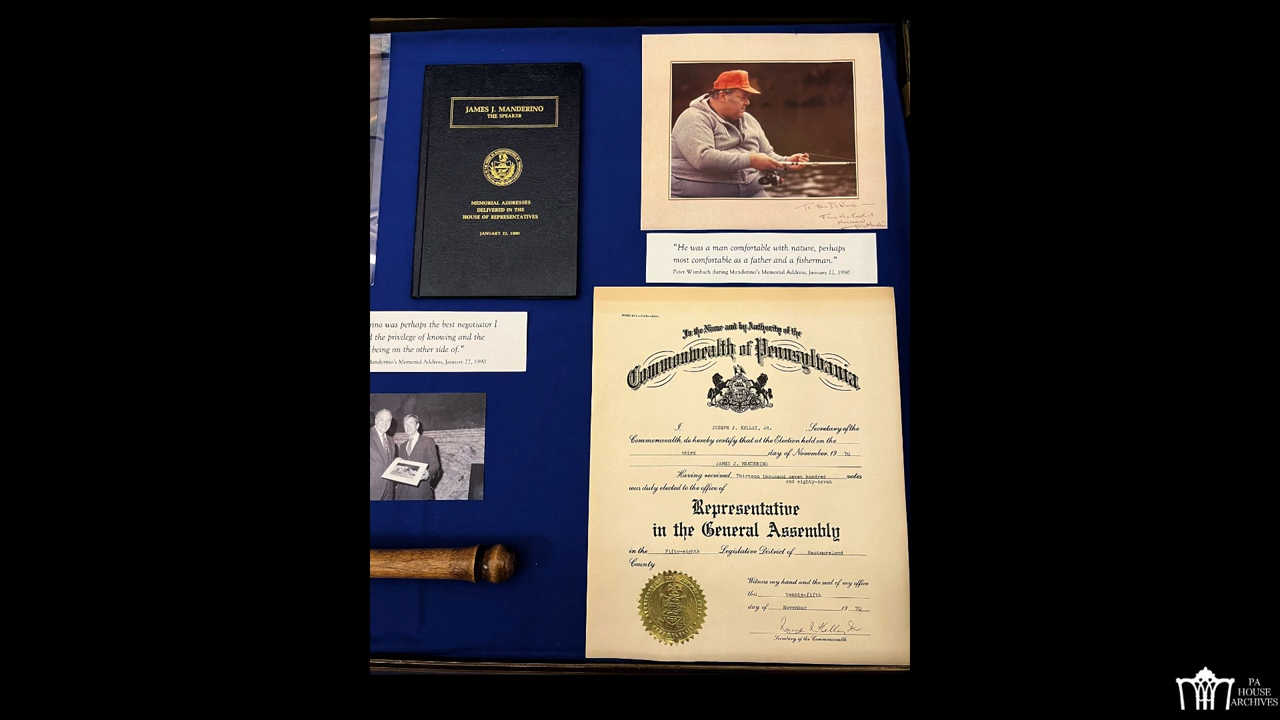 JAMES J. MANDERINO
THE SPEAKER
MEMORIAL ADDRESSES
DELIVERED IN THE
HOUSE OF REPRESENTATIVES
JANUARY 22, 1990
"He was a man comfortable with nature, perhaps
most comfortable as a father and a fisherman."
Peter Wambach during Manderino's Memorial Address, January 22, 1990
rino was perhaps the best negotiator I
the privilege of knowing and the
being on the other side of."
Manderino's Memorial Address, January 22, 1990
In the Name and by Authority of the
Commonwealth of Pennsylvania
I JOSEPH J. KELLEY, JR. Secretary of the
Commonwealth, do hereby certify that at the Election held on the
third day of November, 19 70
JAMES J. MANDERINO
Having received Thirteen thousand seven hundred votes
and eighty-seven
was duly elected to the office of
Representative
in the General Assembly
in the Fifty-eighth Legislative District of Westmoreland
County
Witness my hand and the seal of my office
this twenty-fifth
day of November 19 70
Secretary of the Commonwealth
PA
HOUSE
ARCHIVES